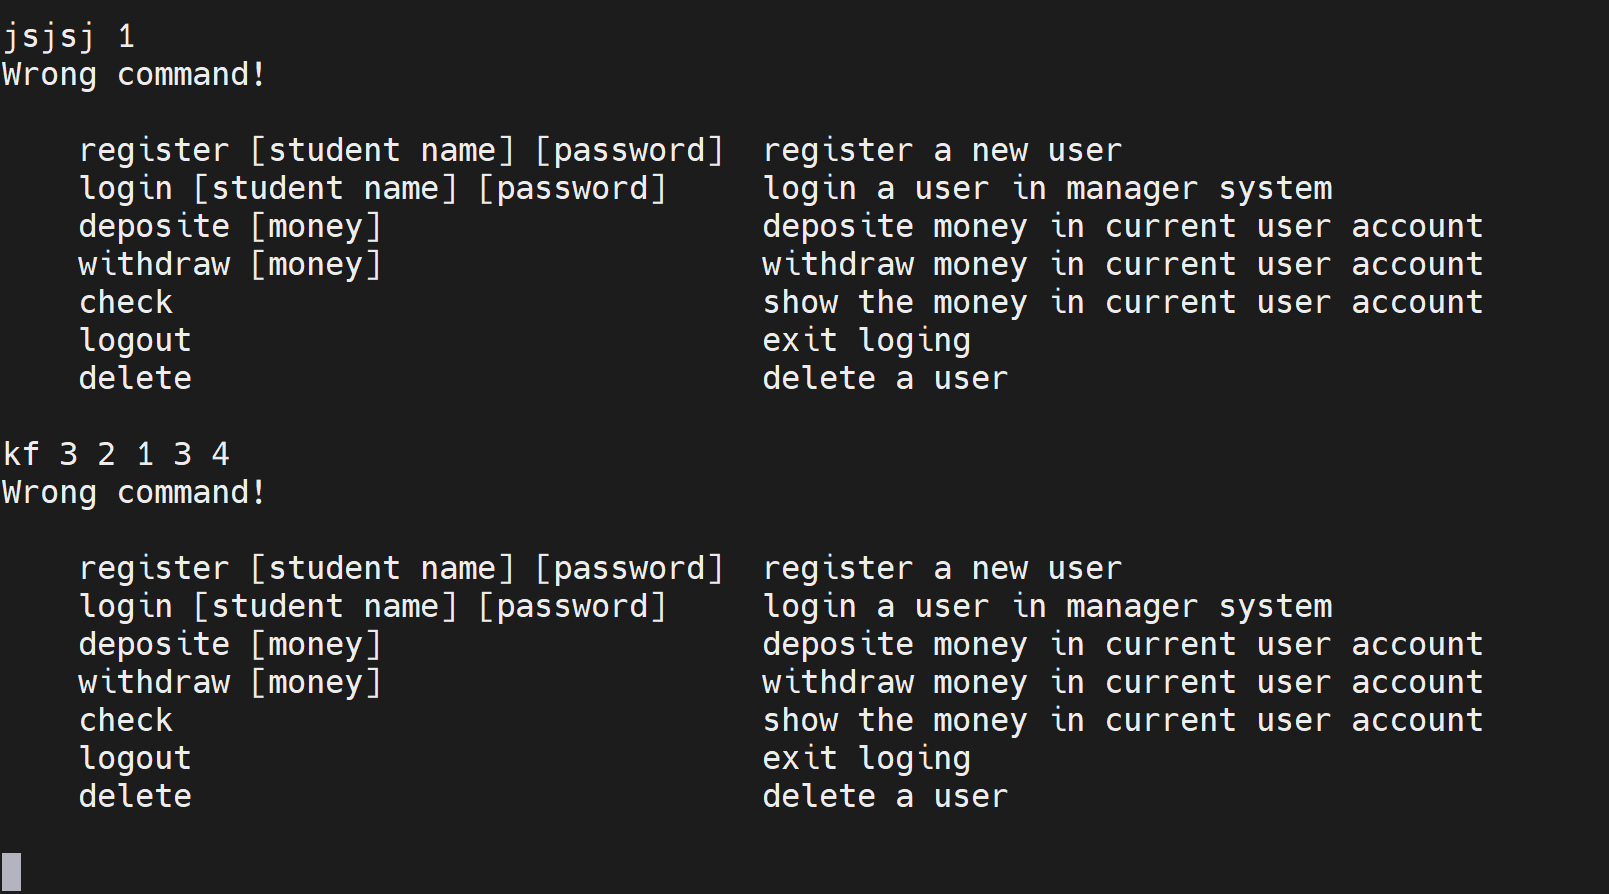 jsjsj 1
Wrong command!
register [student name] [password]  register a new user
login [student name] [password]     login a user in manager system
deposite [money]                    deposite money in current user account
withdraw [money]                    withdraw money in current user account
check                               show the money in current user account
logout                              exit loging
delete                              delete a user
kf 3 2 1 3 4
Wrong command!
register [student name] [password]  register a new user
login [student name] [password]     login a user in manager system
deposite [money]                    deposite money in current user account
withdraw [money]                    withdraw money in current user account
check                               show the money in current user account
logout                              exit loging
delete                              delete a user